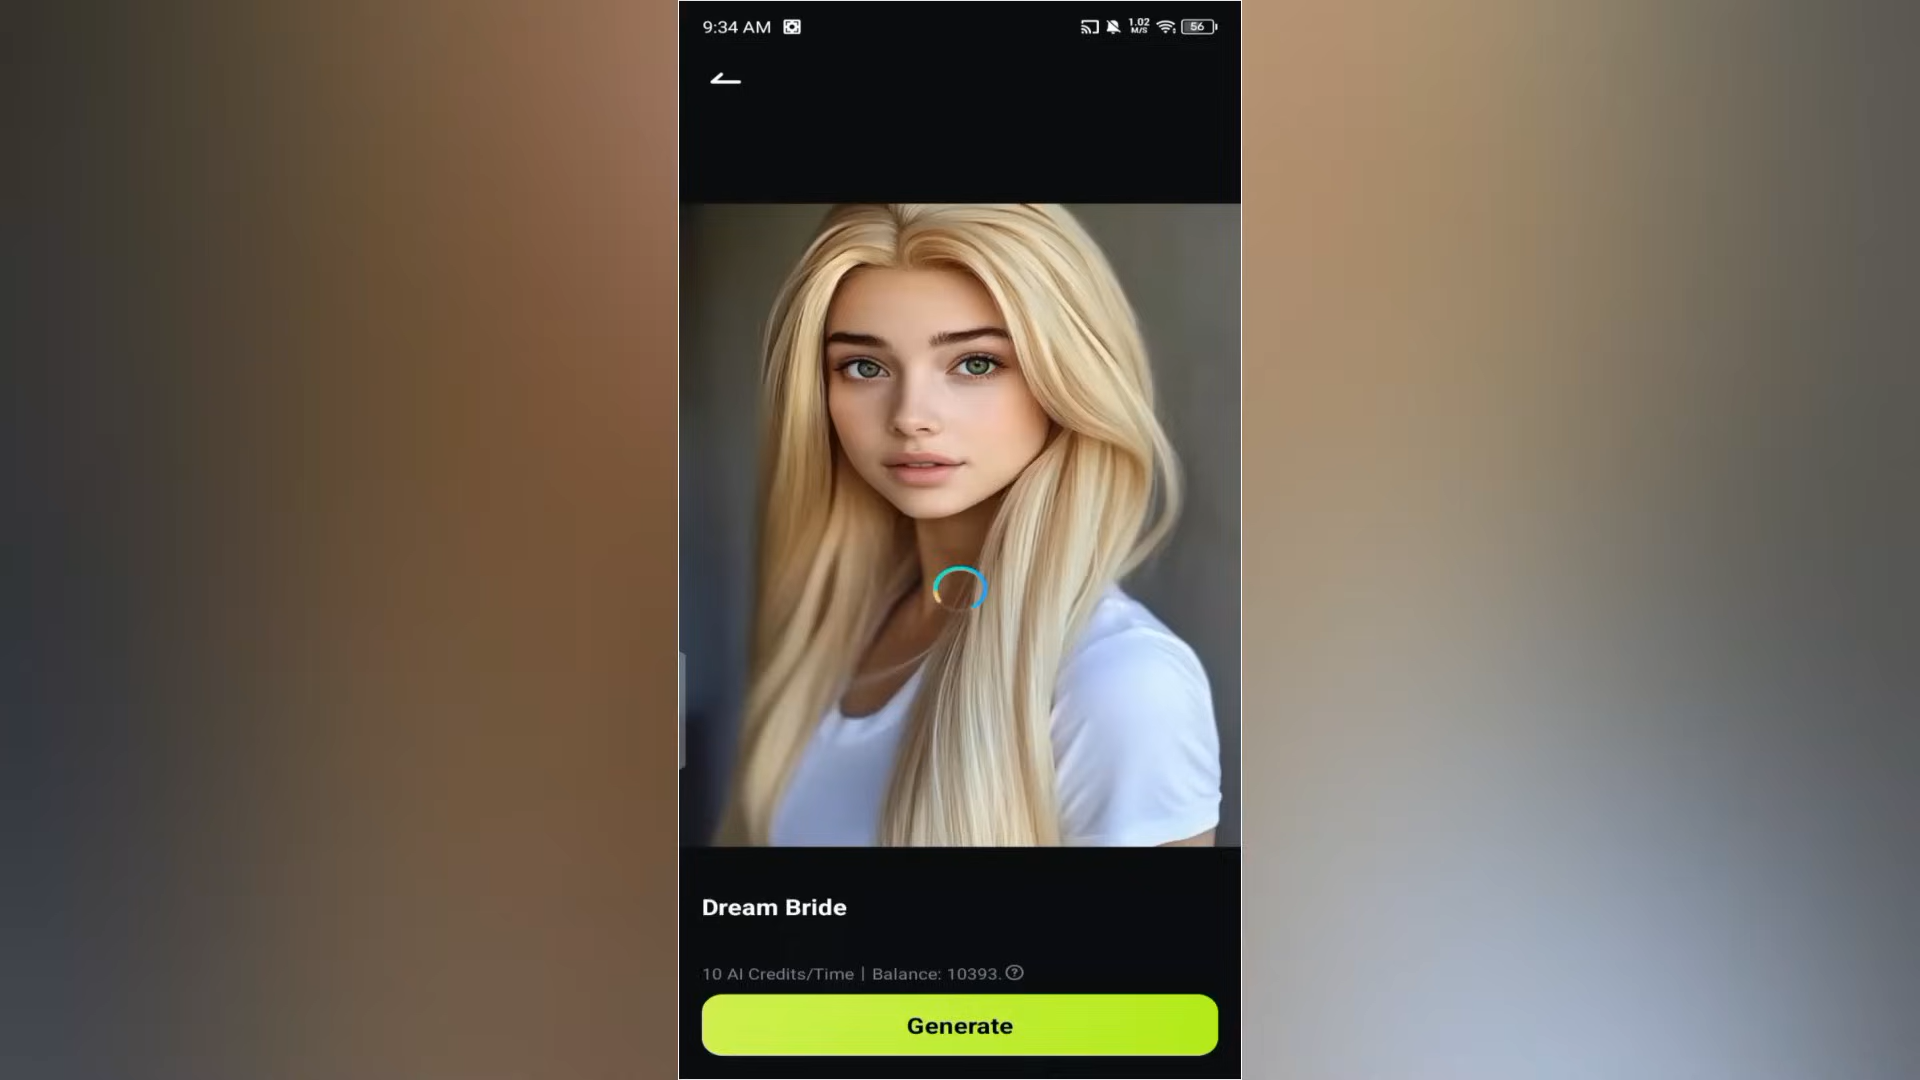 9:34 AM
1.02
M/S
56
Dream Bride
10 AI Credits/Time | Balance: 10393.
Generate